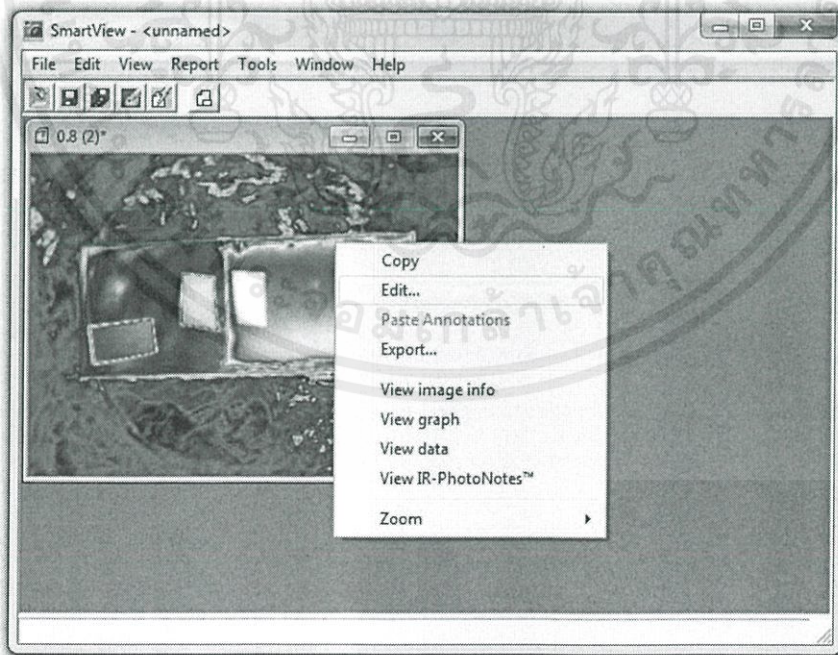 SmartView - <unnamed>
File Edit View Report Tools Window Help
0.8 (2)*
Copy
Edit...
Paste Annotations
Export...
View image info
View graph
View data
View IR-PhotoNotes™
Zoom